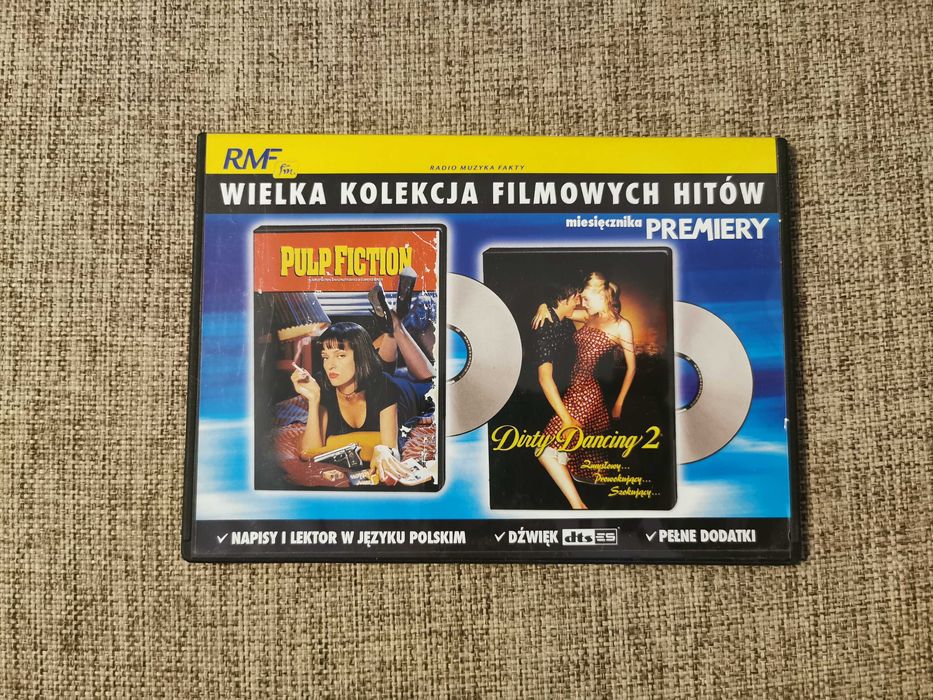 RMF fm
RADIO MUZYKA FAKTY
WIELKA KOLEKCJA FILMOWYCH HITÓW
miesięcznika PREMIERY
PULP FICTION
Dirty Dancing 2
Zmysłowy...
Prowokujący...
Szokujący...
✓ NAPISY I LEKTOR W JĘZYKU POLSKIM ✓ DŹWIĘK dts ES ✓ PEŁNE DODATKI